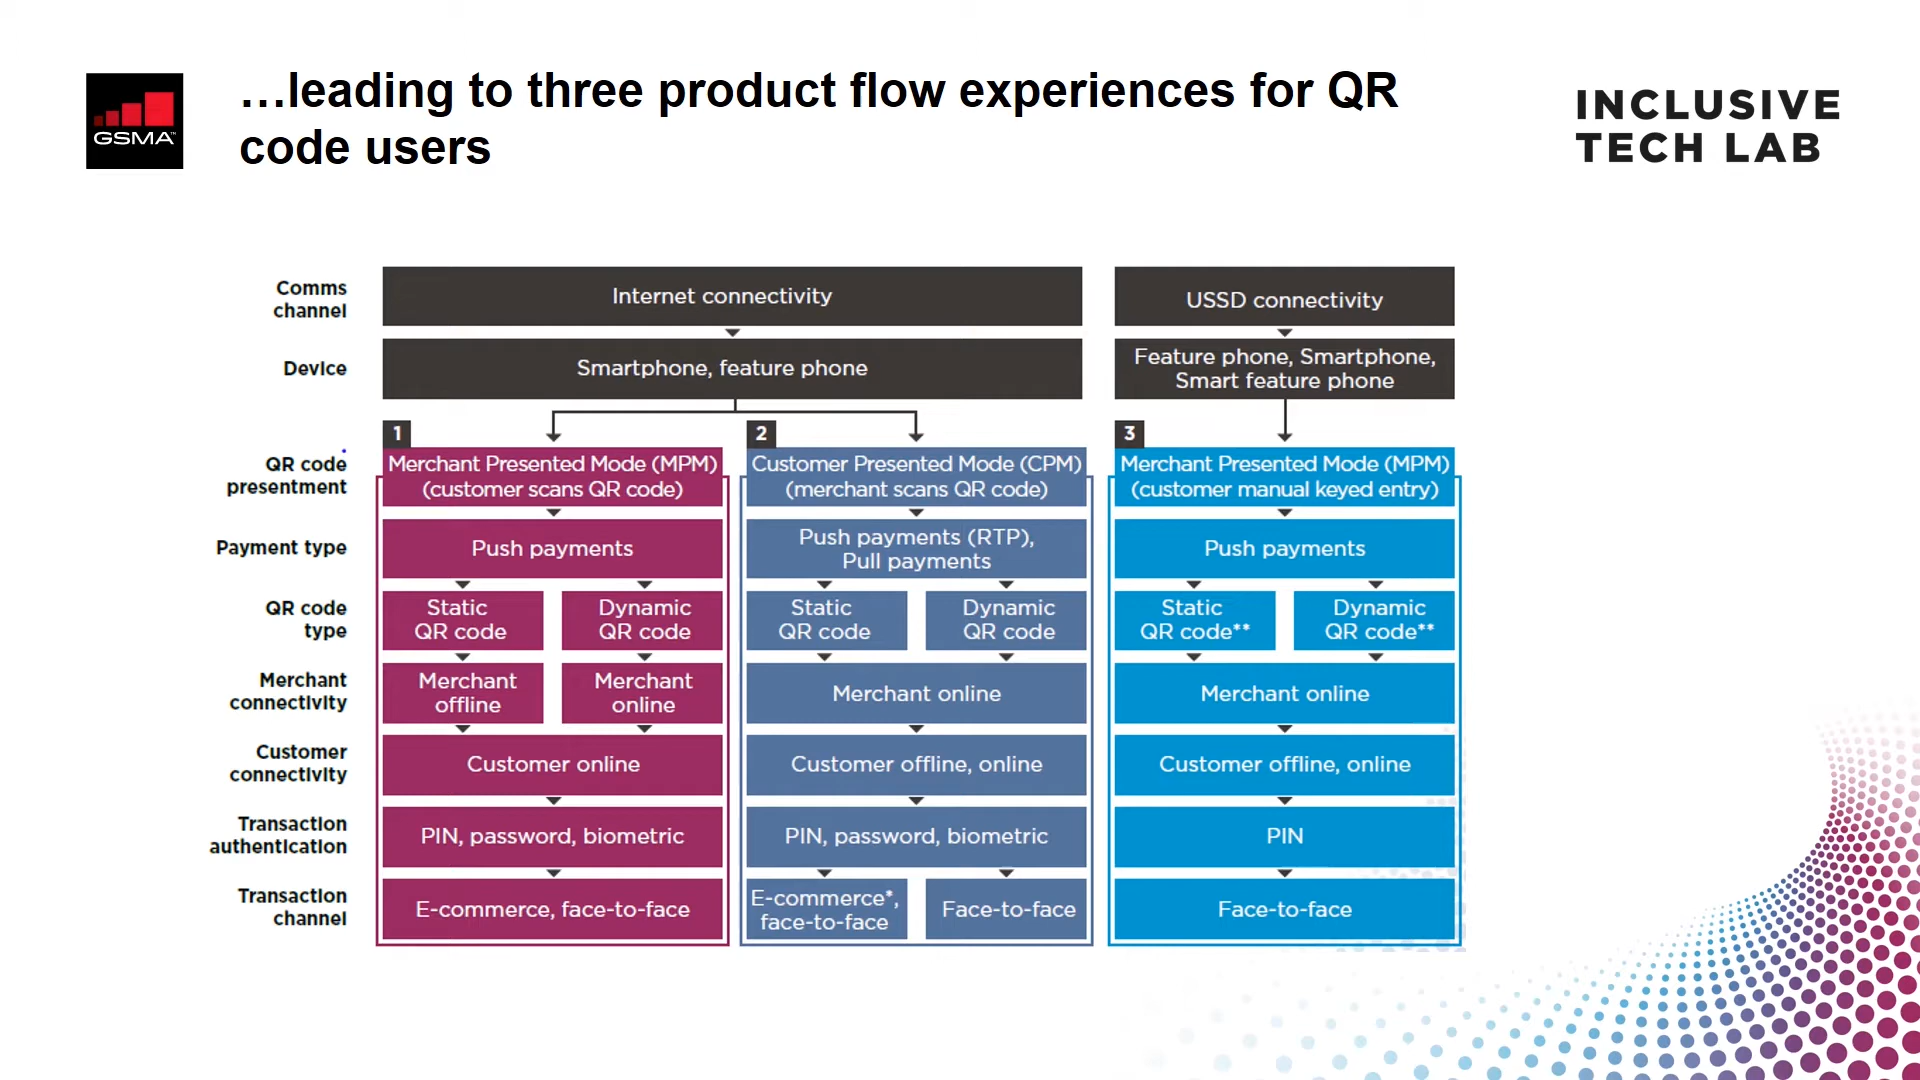 GSMA™
…leading to three product flow experiences for QR
code users
INCLUSIVE
TECH LAB
Comms
channel
Internet connectivity
USSD connectivity
Device
Smartphone, feature phone
Feature phone, Smartphone,
Smart feature phone
1
2
3
QR code
presentment
Merchant Presented Mode (MPM)
(customer scans QR code)
Customer Presented Mode (CPM)
(merchant scans QR code)
Merchant Presented Mode (MPM)
(customer manual keyed entry)
Payment type
Push payments
Push payments (RTP),
Pull payments
Push payments
QR code
type
Static
QR code
Dynamic
QR code
Static
QR code
Dynamic
QR code
Static
QR code**
Dynamic
QR code**
Merchant
connectivity
Merchant
offline
Merchant
online
Merchant online
Merchant online
Customer
connectivity
Customer online
Customer offline, online
Customer offline, online
Transaction
authentication
PIN, password, biometric
PIN, password, biometric
PIN
Transaction
channel
E-commerce, face-to-face
E-commerce*,
face-to-face
Face-to-face
Face-to-face